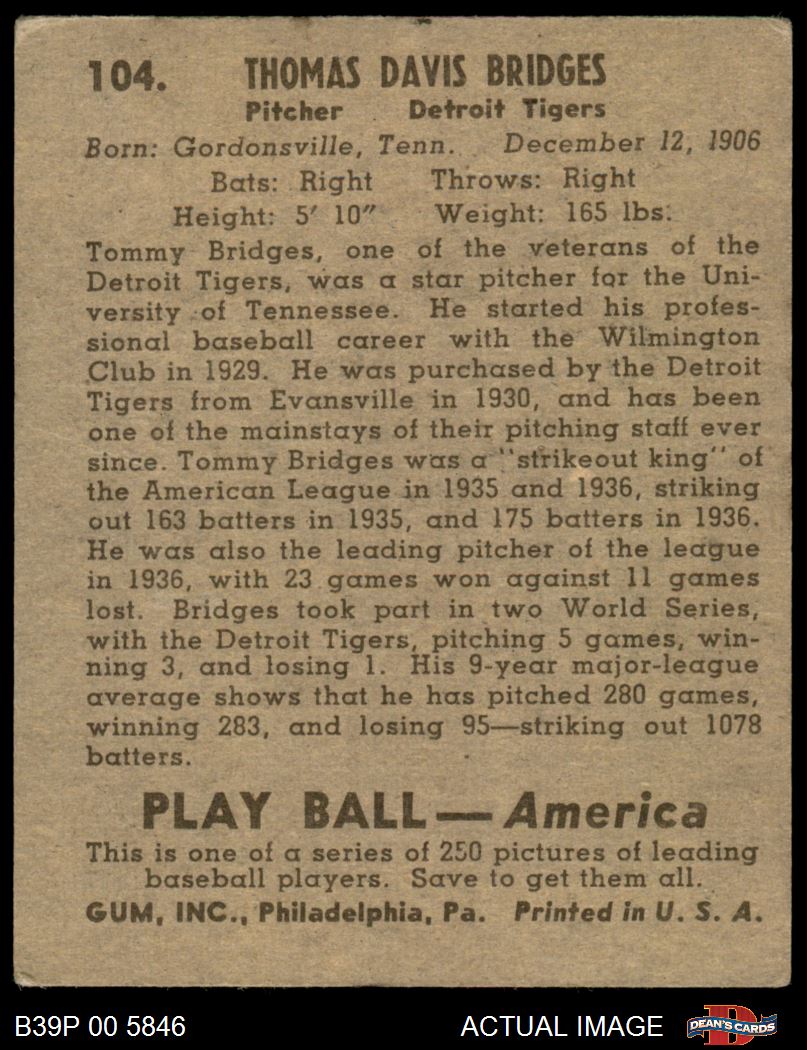 104. THOMAS DAVIS BRIDGES
Pitcher Detroit Tigers
Born: Gordonsville, Tenn. December 12, 1906
Bats: Right Throws: Right
Height: 5' 10" Weight: 165 lbs.
Tommy Bridges, one of the veterans of the
Detroit Tigers, was a star pitcher for the Uni-
versity of Tennessee. He started his profes-
sional baseball career with the Wilmington
Club in 1929. He was purchased by the Detroit
Tigers from Evansville in 1930, and has been
one of the mainstays of their pitching staff ever
since. Tommy Bridges was a "strikeout king" of
the American League in 1935 and 1936, striking
out 163 batters in 1935, and 175 batters in 1936.
He was also the leading pitcher of the league
in 1936, with 23 games won against 11 games
lost. Bridges took part in two World Series,
with the Detroit Tigers, pitching 5 games, win-
ning 3, and losing 1. His 9-year major-league
average shows that he has pitched 280 games,
winning 283, and losing 95—striking out 1078
batters.
PLAY BALL—America
This is one of a series of 250 pictures of leading
baseball players. Save to get them all.
GUM, INC., Philadelphia, Pa. Printed in U. S. A.
B39P 00 5846 ACTUAL IMAGE D DEAN'S CARDS